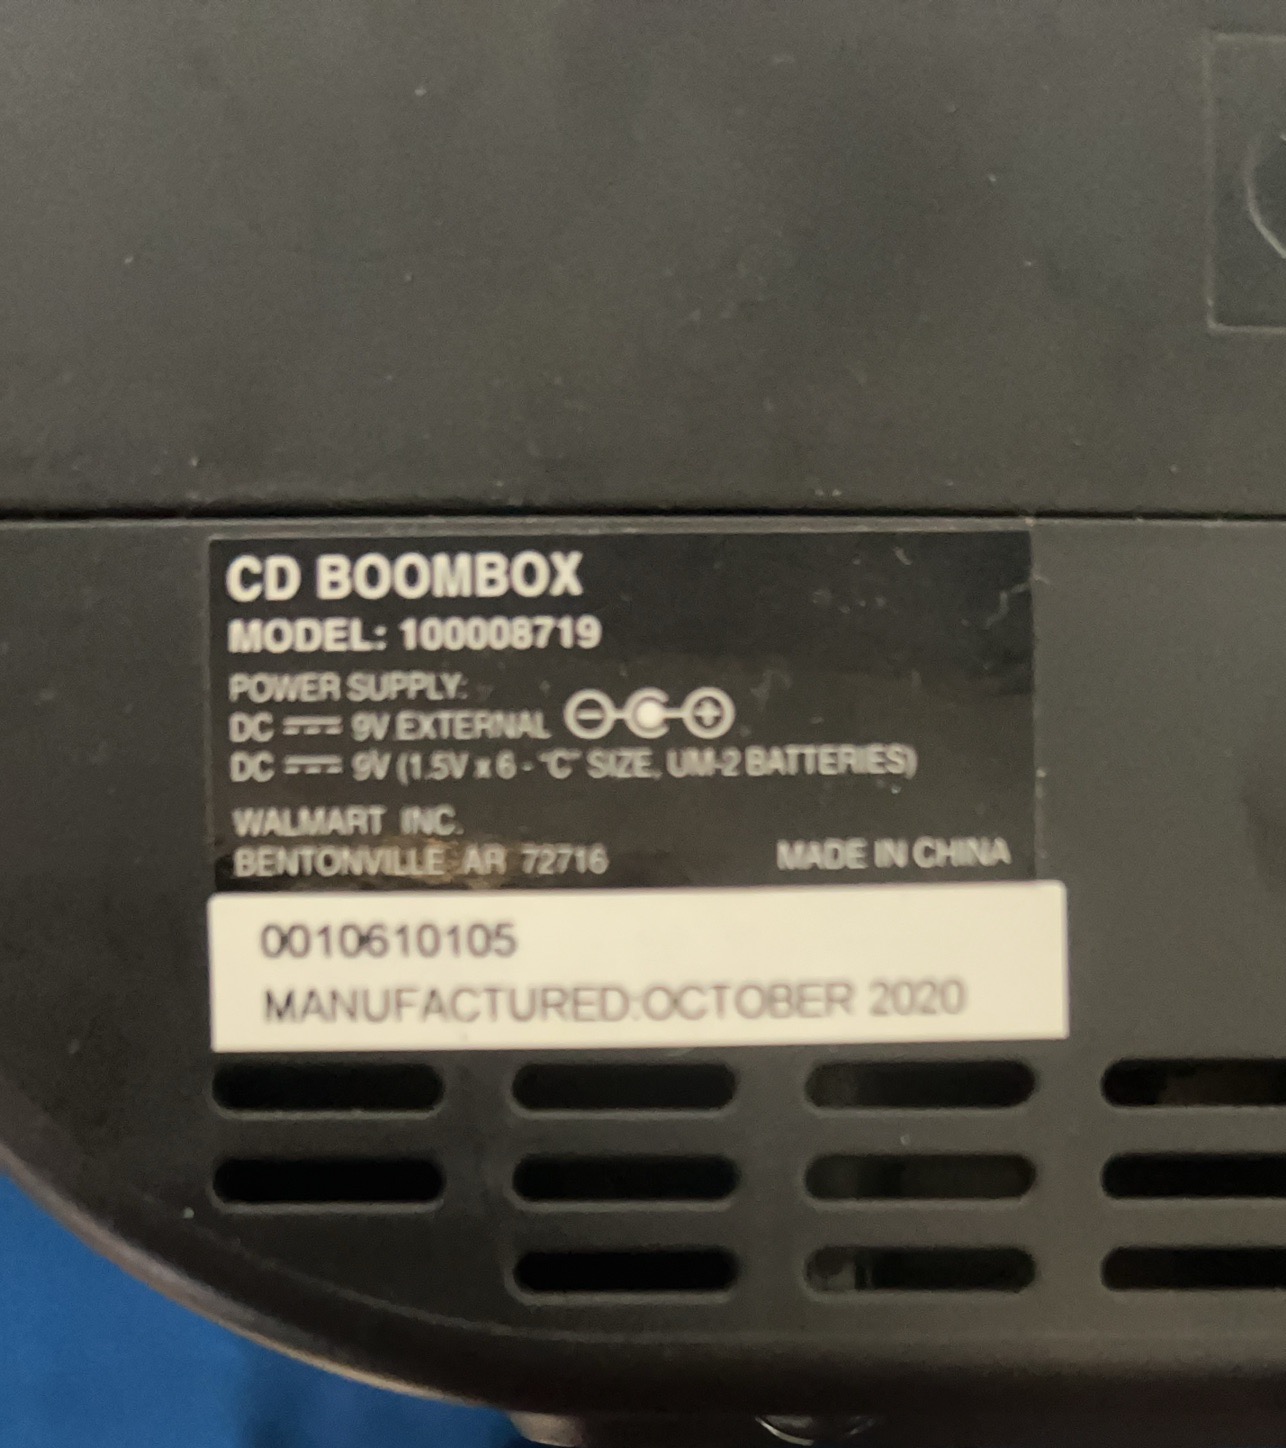 CD BOOMBOX
MODEL: 100008719
POWER SUPPLY:
DC ⎓ 9V EXTERNAL
DC ⎓ 9V (1.5V x 6 - "C" SIZE, UM-2 BATTERIES)
WALMART INC.
BENTONVILLE AR 72716
MADE IN CHINA
0010610105
MANUFACTURED:OCTOBER 2020